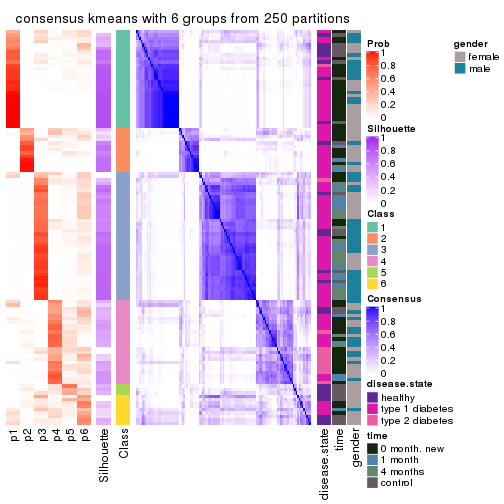 consensus kmeans with 6 groups from 250 partitions
Prob
1
0.8
0.6
0.4
0.2
0
gender
female
male
Silhouette
1
0.8
0.6
0.4
0.2
0
Class
1
2
3
4
5
6
Consensus
1
0.8
0.6
0.4
0.2
0
disease.state
healthy
type 1 diabetes
type 2 diabetes
time
0 month. new
1 month
4 months
control
p1
p2
p3
p4
p5
p6
Silhouette
Class
disease.state
time
gender